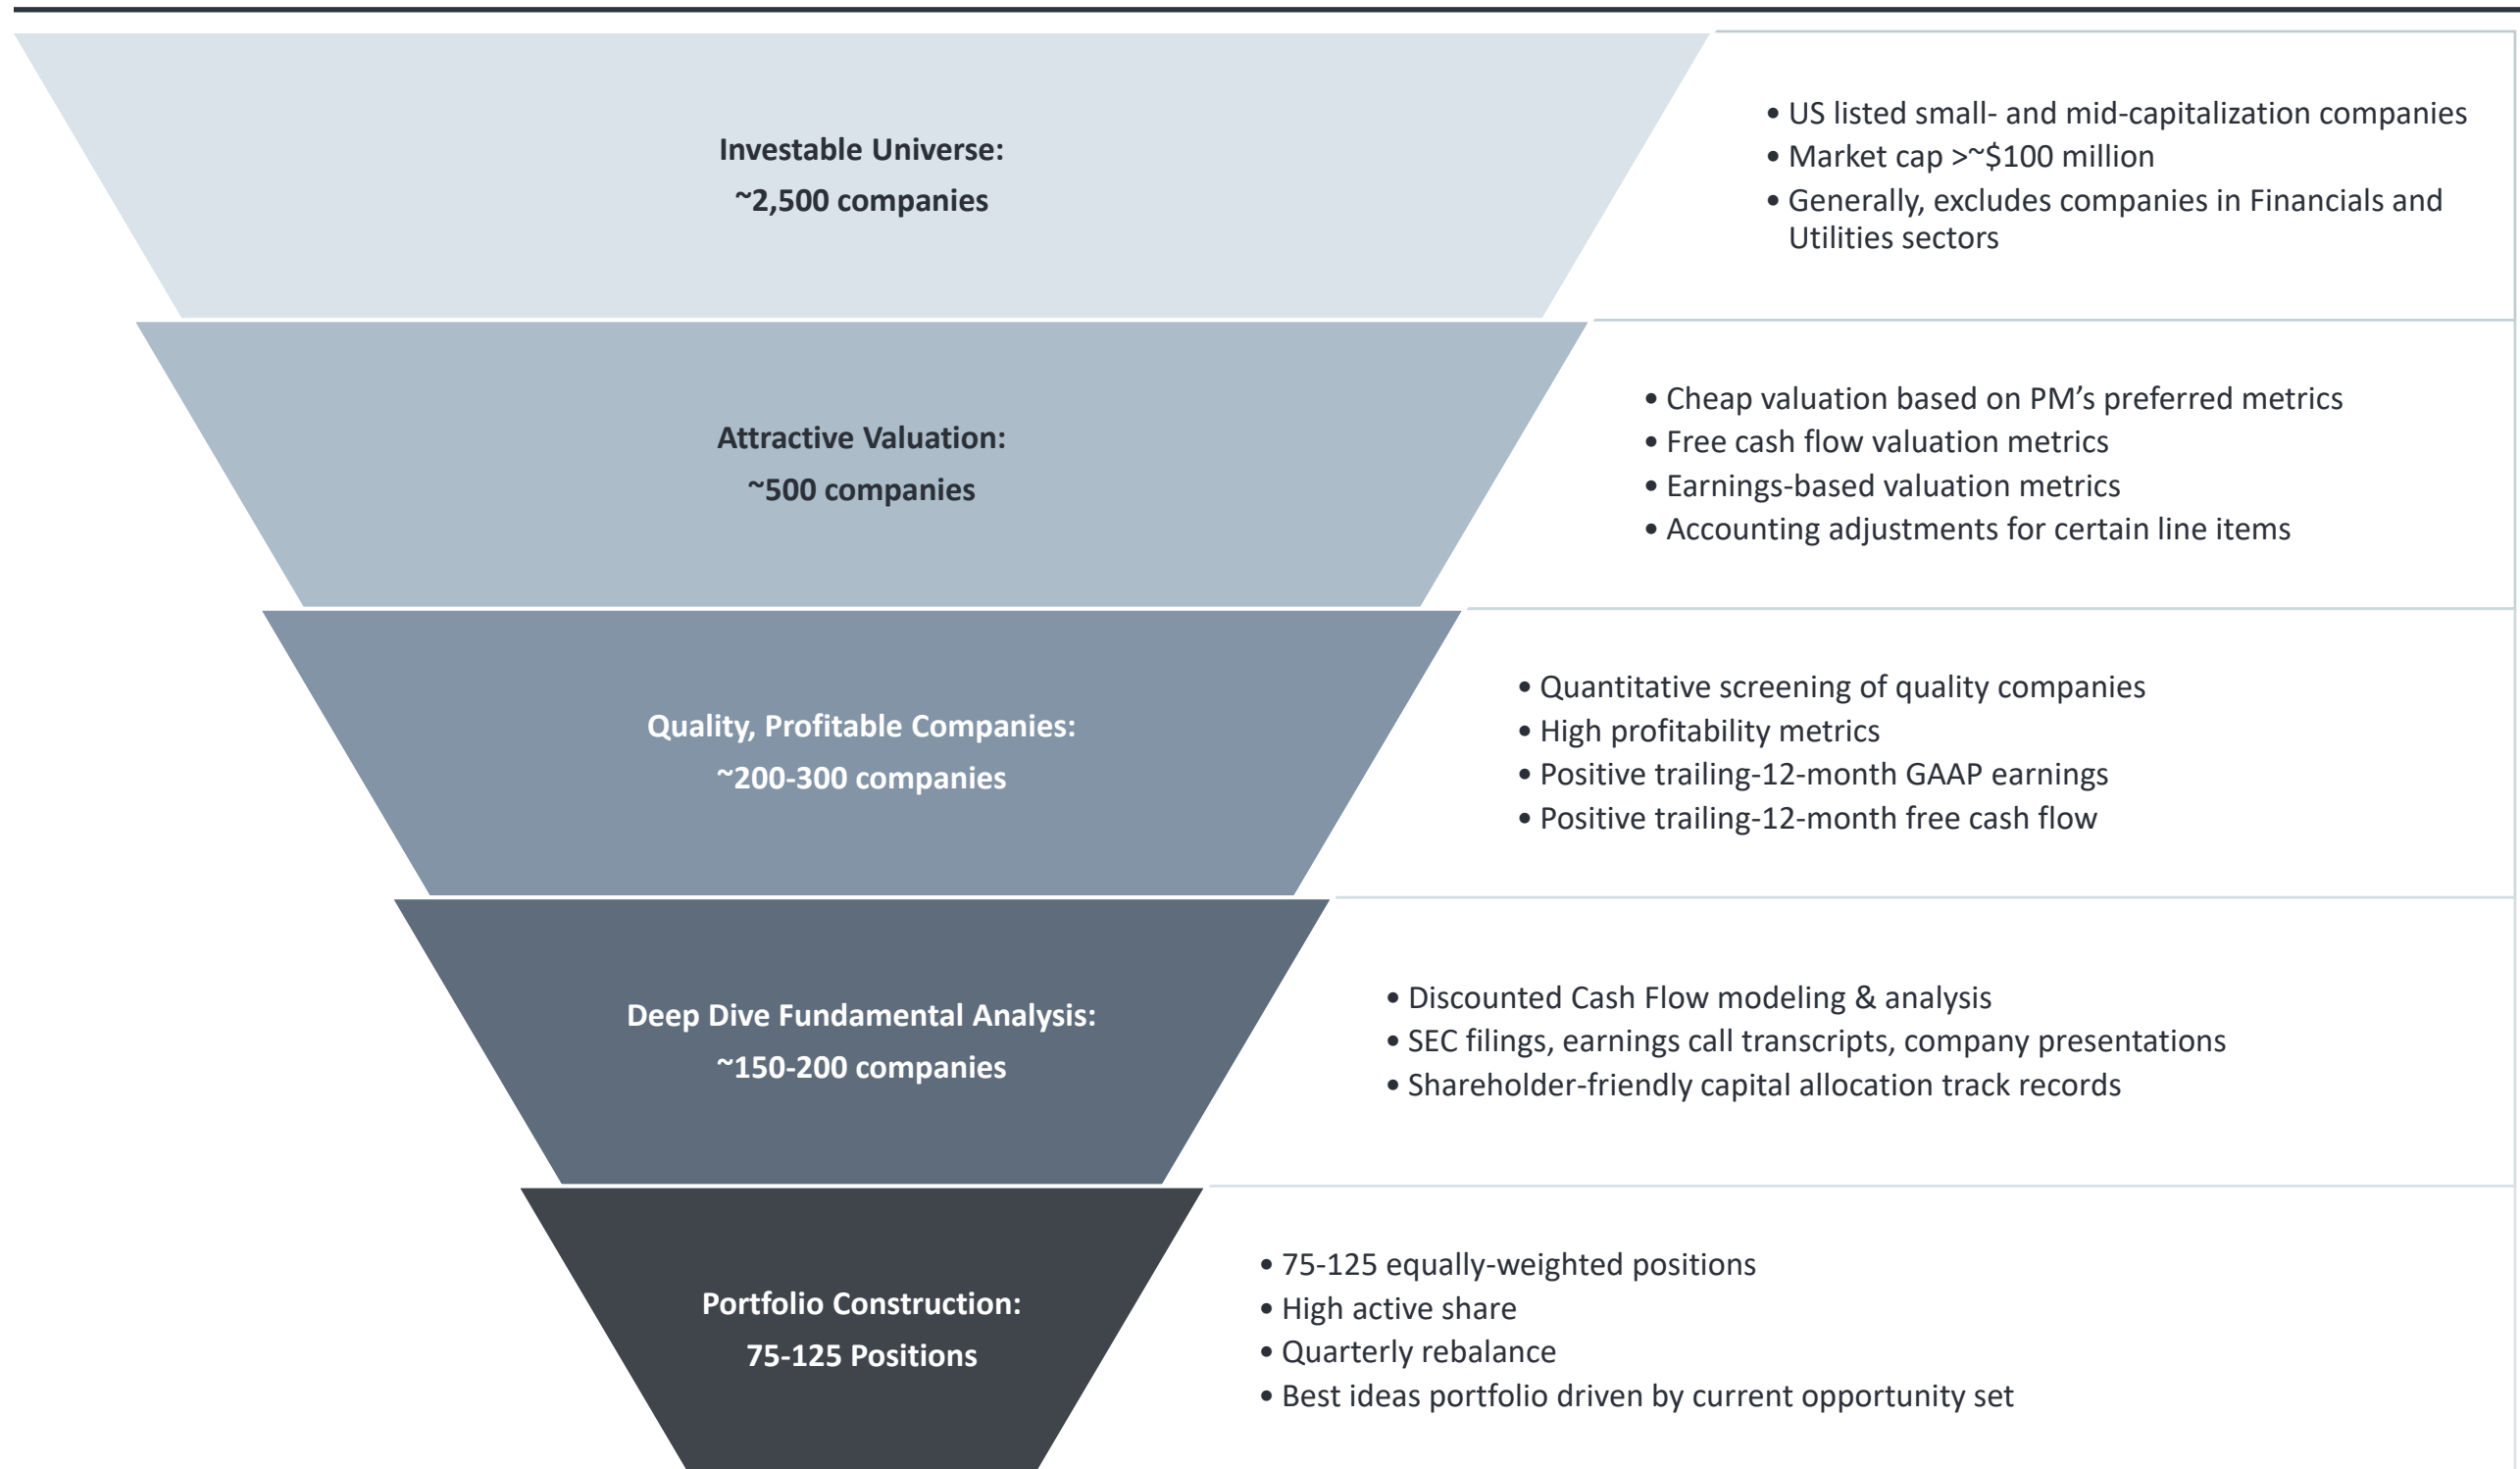 Investable Universe:
~2,500 companies
• US listed small- and mid-capitalization companies
• Market cap >~$100 million
• Generally, excludes companies in Financials and
Utilities sectors
Attractive Valuation:
~500 companies
• Cheap valuation based on PM’s preferred metrics
• Free cash flow valuation metrics
• Earnings-based valuation metrics
• Accounting adjustments for certain line items
Quality, Profitable Companies:
~200-300 companies
• Quantitative screening of quality companies
• High profitability metrics
• Positive trailing-12-month GAAP earnings
• Positive trailing-12-month free cash flow
Deep Dive Fundamental Analysis:
~150-200 companies
• Discounted Cash Flow modeling & analysis
• SEC filings, earnings call transcripts, company presentations
• Shareholder-friendly capital allocation track records
Portfolio Construction:
75-125 Positions
• 75-125 equally-weighted positions
• High active share
• Quarterly rebalance
• Best ideas portfolio driven by current opportunity set